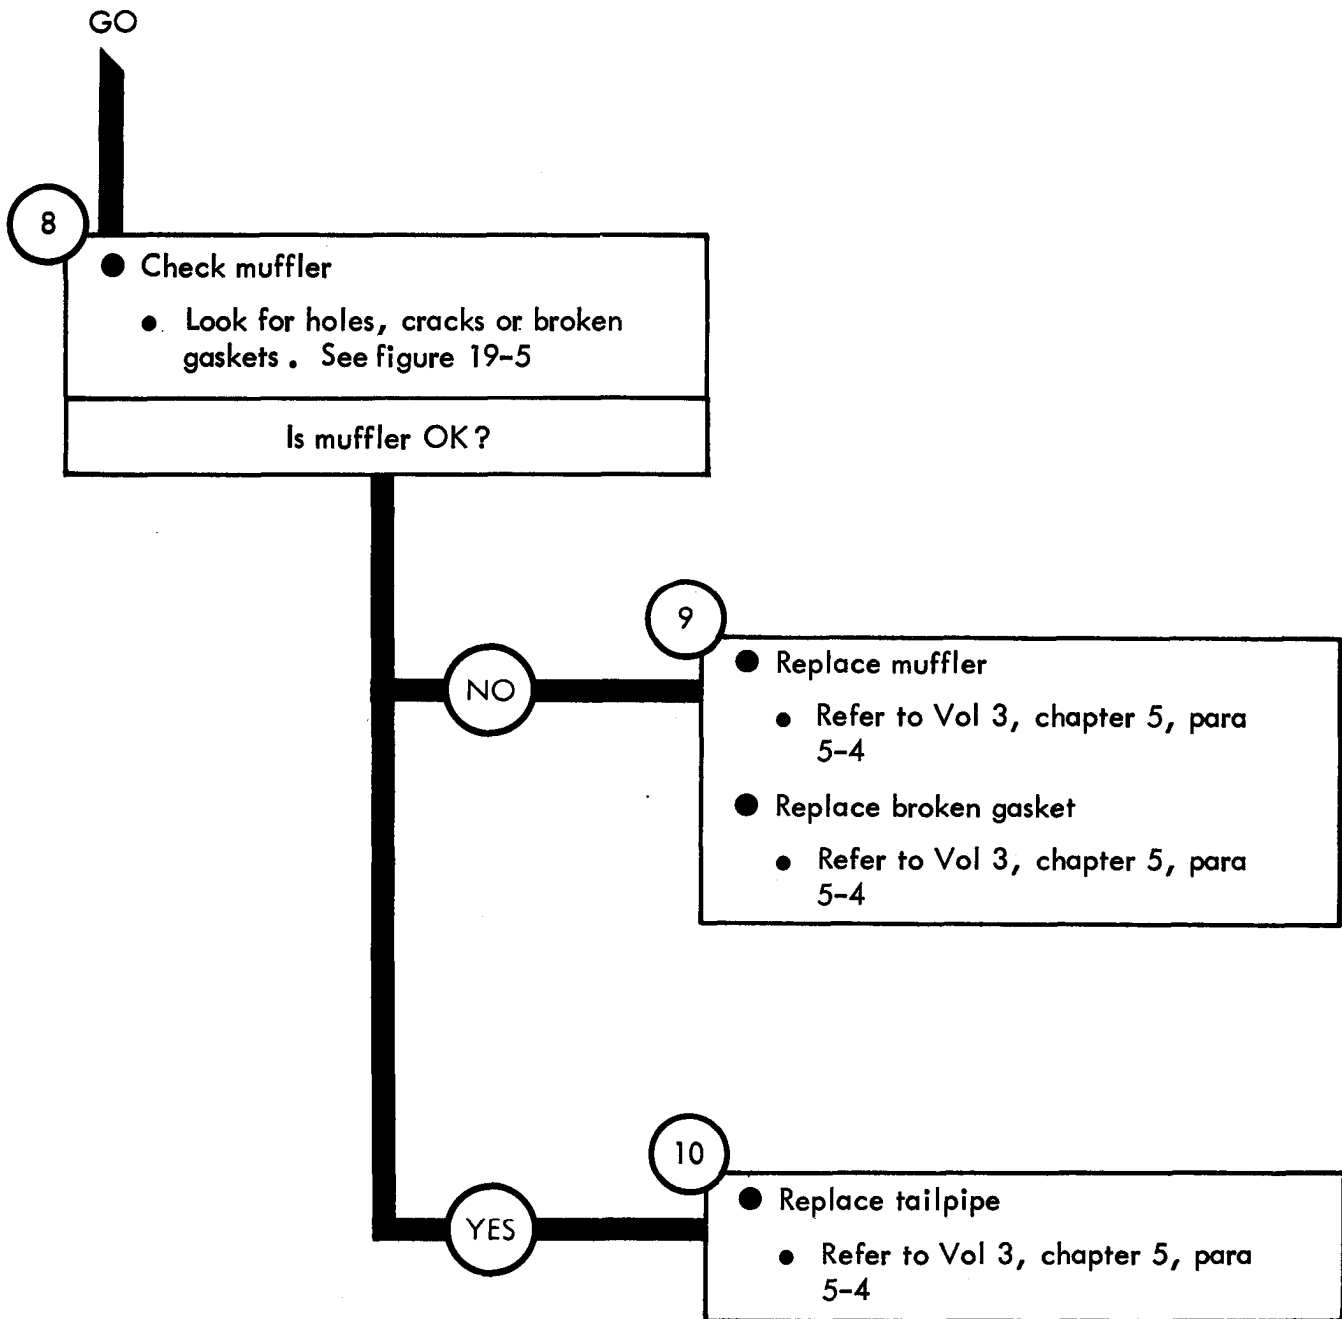 GO
8
● Check muffler
● Look for holes, cracks or broken
gaskets. See figure 19-5
Is muffler OK?
9
NO
● Replace muffler
● Refer to Vol 3, chapter 5, para
5-4
● Replace broken gasket
● Refer to Vol 3, chapter 5, para
5-4
10
YES
● Replace tailpipe
● Refer to Vol 3, chapter 5, para
5-4